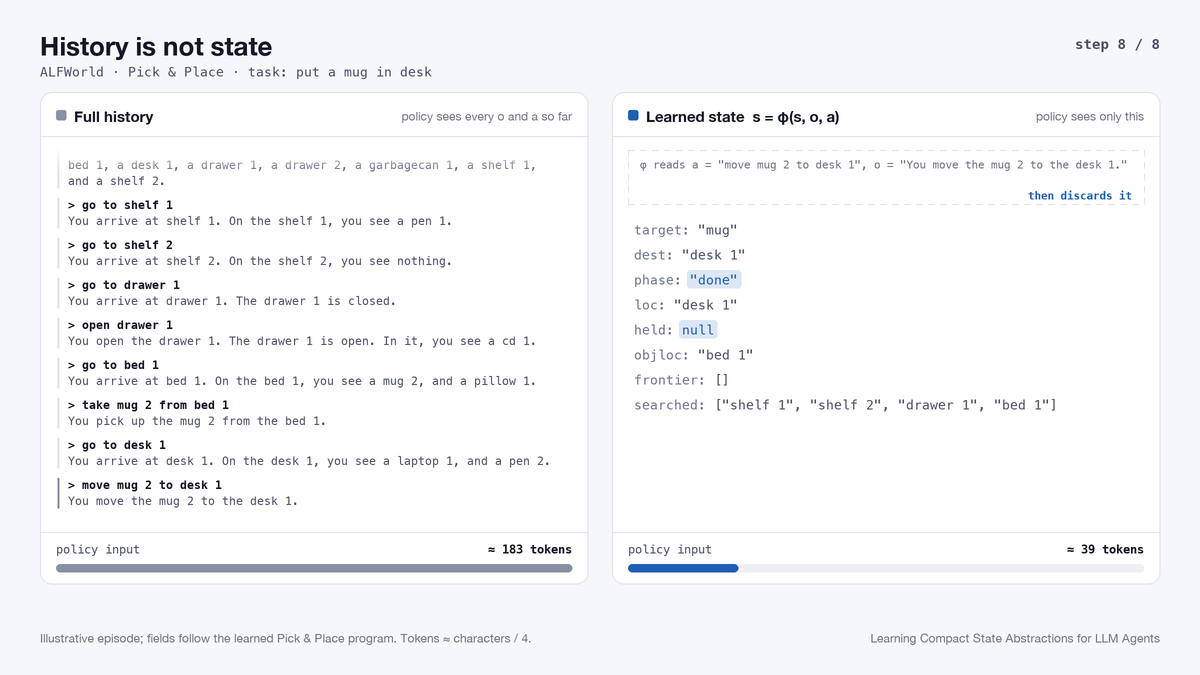 History is not state
step 8 / 8
ALFWorld · Pick & Place · task: put a mug in desk
Full history
policy sees every o and a so far
bed 1, a desk 1, a drawer 1, a drawer 2, a garbagecan 1, a shelf 1,
and a shelf 2.
> go to shelf 1
You arrive at shelf 1. On the shelf 1, you see a pen 1.
> go to shelf 2
You arrive at shelf 2. On the shelf 2, you see nothing.
> go to drawer 1
You arrive at drawer 1. The drawer 1 is closed.
> open drawer 1
You open the drawer 1. The drawer 1 is open. In it, you see a cd 1.
> go to bed 1
You arrive at bed 1. On the bed 1, you see a mug 2, and a pillow 1.
> take mug 2 from bed 1
You pick up the mug 2 from the bed 1.
> go to desk 1
You arrive at desk 1. On the desk 1, you see a laptop 1, and a pen 2.
> move mug 2 to desk 1
You move the mug 2 to the desk 1.
policy input
≈ 183 tokens
Learned state s = φ(s, o, a)
policy sees only this
φ reads a = "move mug 2 to desk 1", o = "You move the mug 2 to the desk 1."
then discards it
target: "mug"
dest: "desk 1"
phase: "done"
loc: "desk 1"
held: null
objloc: "bed 1"
frontier: []
searched: ["shelf 1", "shelf 2", "drawer 1", "bed 1"]
policy input
≈ 39 tokens
Illustrative episode; fields follow the learned Pick & Place program. Tokens ≈ characters / 4.
Learning Compact State Abstractions for LLM Agents